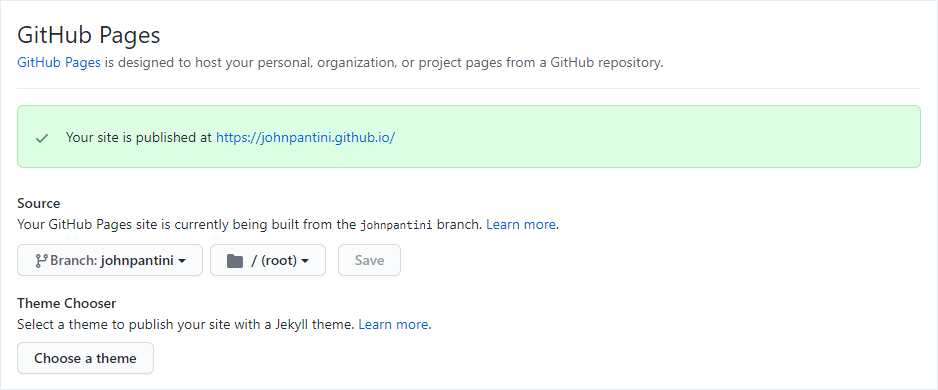 GitHub Pages
GitHub Pages is designed to host your personal, organization, or project pages from a GitHub repository.
Your site is published at https://johnpantini.github.io/
Source
Your GitHub Pages site is currently being built from the johnpantini branch. Learn more.
Branch: johnpantini / (root) Save
Theme Chooser
Select a theme to publish your site with a Jekyll theme. Learn more.
Choose a theme